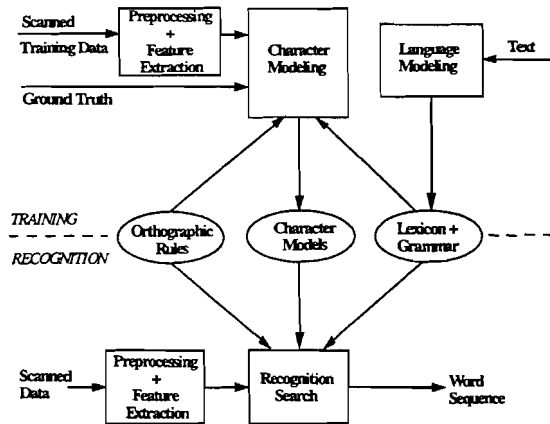 Scanned
Training Data
Preprocessing
+
Feature
Extraction
Ground Truth
Character
Modeling
Language
Modeling
Text
TRAINING
RECOGNITION
Orthographic
Rules
Character
Models
Lexicon +
Grammar
Scanned
Data
Preprocessing
+
Feature
Extraction
Recognition
Search
Word
Sequence